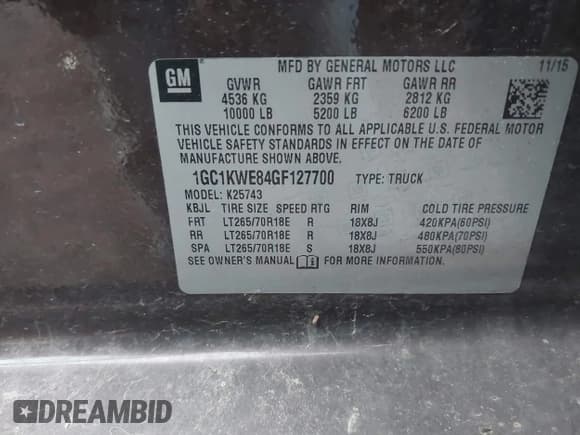 GM
MFD BY GENERAL MOTORS LLC 11/15
GVWR GAWR FRT GAWR RR
4536 KG 2359 KG 2812 KG
10000 LB 5200 LB 6200 LB
THIS VEHICLE CONFORMS TO ALL APPLICABLE U.S. FEDERAL MOTOR
VEHICLE SAFETY STANDARDS IN EFFECT ON THE DATE OF
MANUFACTURE SHOWN ABOVE.
1GC1KWE84GF127700 TYPE: TRUCK
MODEL: K25743
KBJL TIRE SIZE SPEED RTG RIM COLD TIRE PRESSURE
FRT LT265/70R18E R 18X8J 420KPA(60PSI)
RR LT265/70R18E R 18X8J 480KPA(70PSI)
SPA LT265/70R18E S 18X8J 550KPA(80PSI)
SEE OWNER'S MANUAL FOR MORE INFORMATION.
DREAMBID